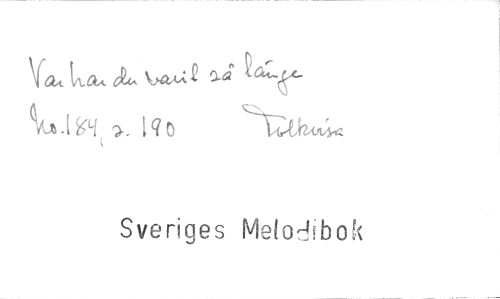 Var har du varit så länge
No. 184, s. 190 Folkvisa
Sveriges Melodibok